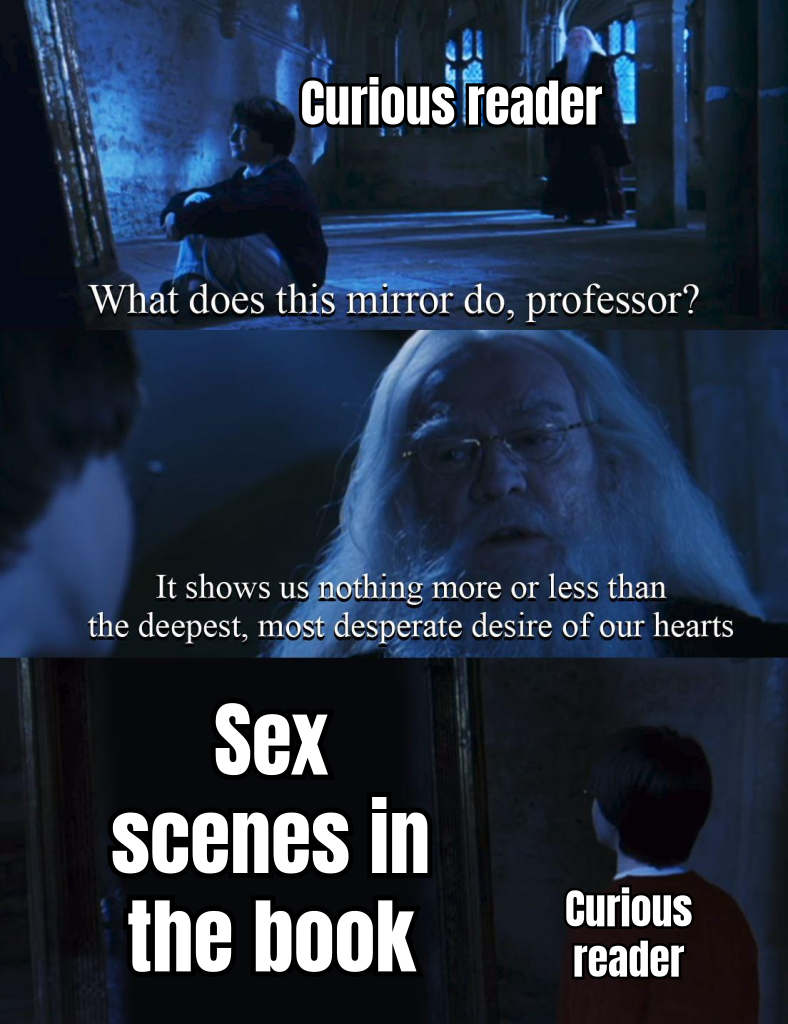 Curious reader
What does this mirror do, professor?
It shows us nothing more or less than
the deepest, most desperate desire of our hearts
Sex
scenes in
the book
Curious
reader